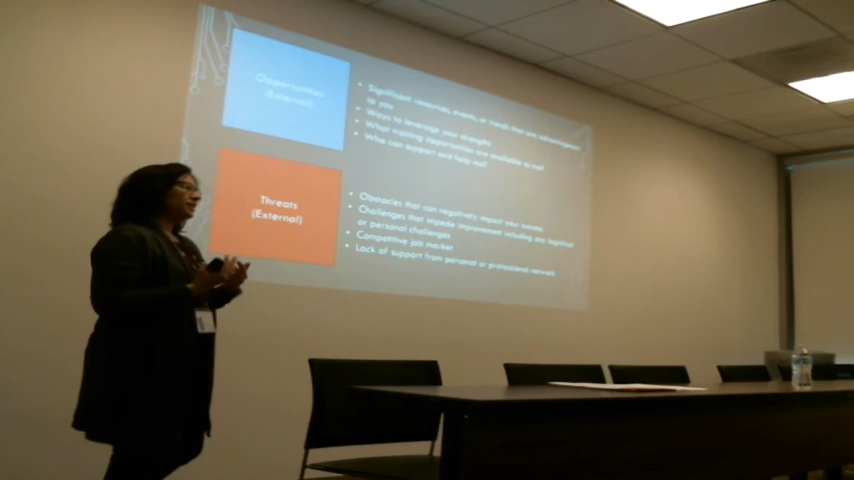 Opportunities
(External)
• Significant resources, events, or trends that are advantageous
to you
• Ways to leverage your strengths
• What training opportunities are available to me?
• Who can support and help me?
Threats
(External)
• Obstacles that can negatively impact your success
• Challenges that impede improvement including any logistical
or personal challenges
• Competitive job market
• Lack of support from personal or professional network